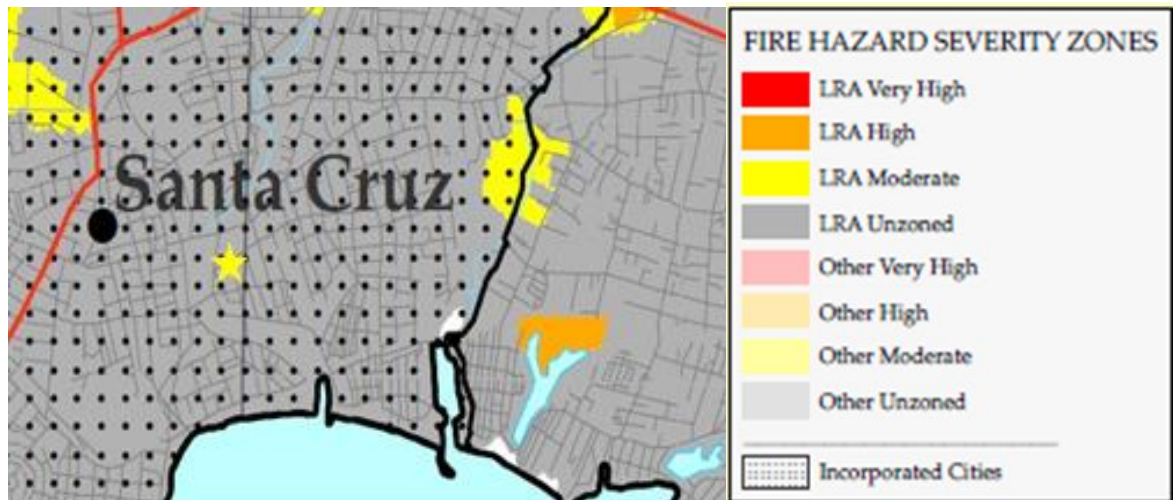 Santa Cruz
FIRE HAZARD SEVERITY ZONES
LRA Very High
LRA High
LRA Moderate
LRA Unzoned
Other Very High
Other High
Other Moderate
Other Unzoned
Incorporated Cities